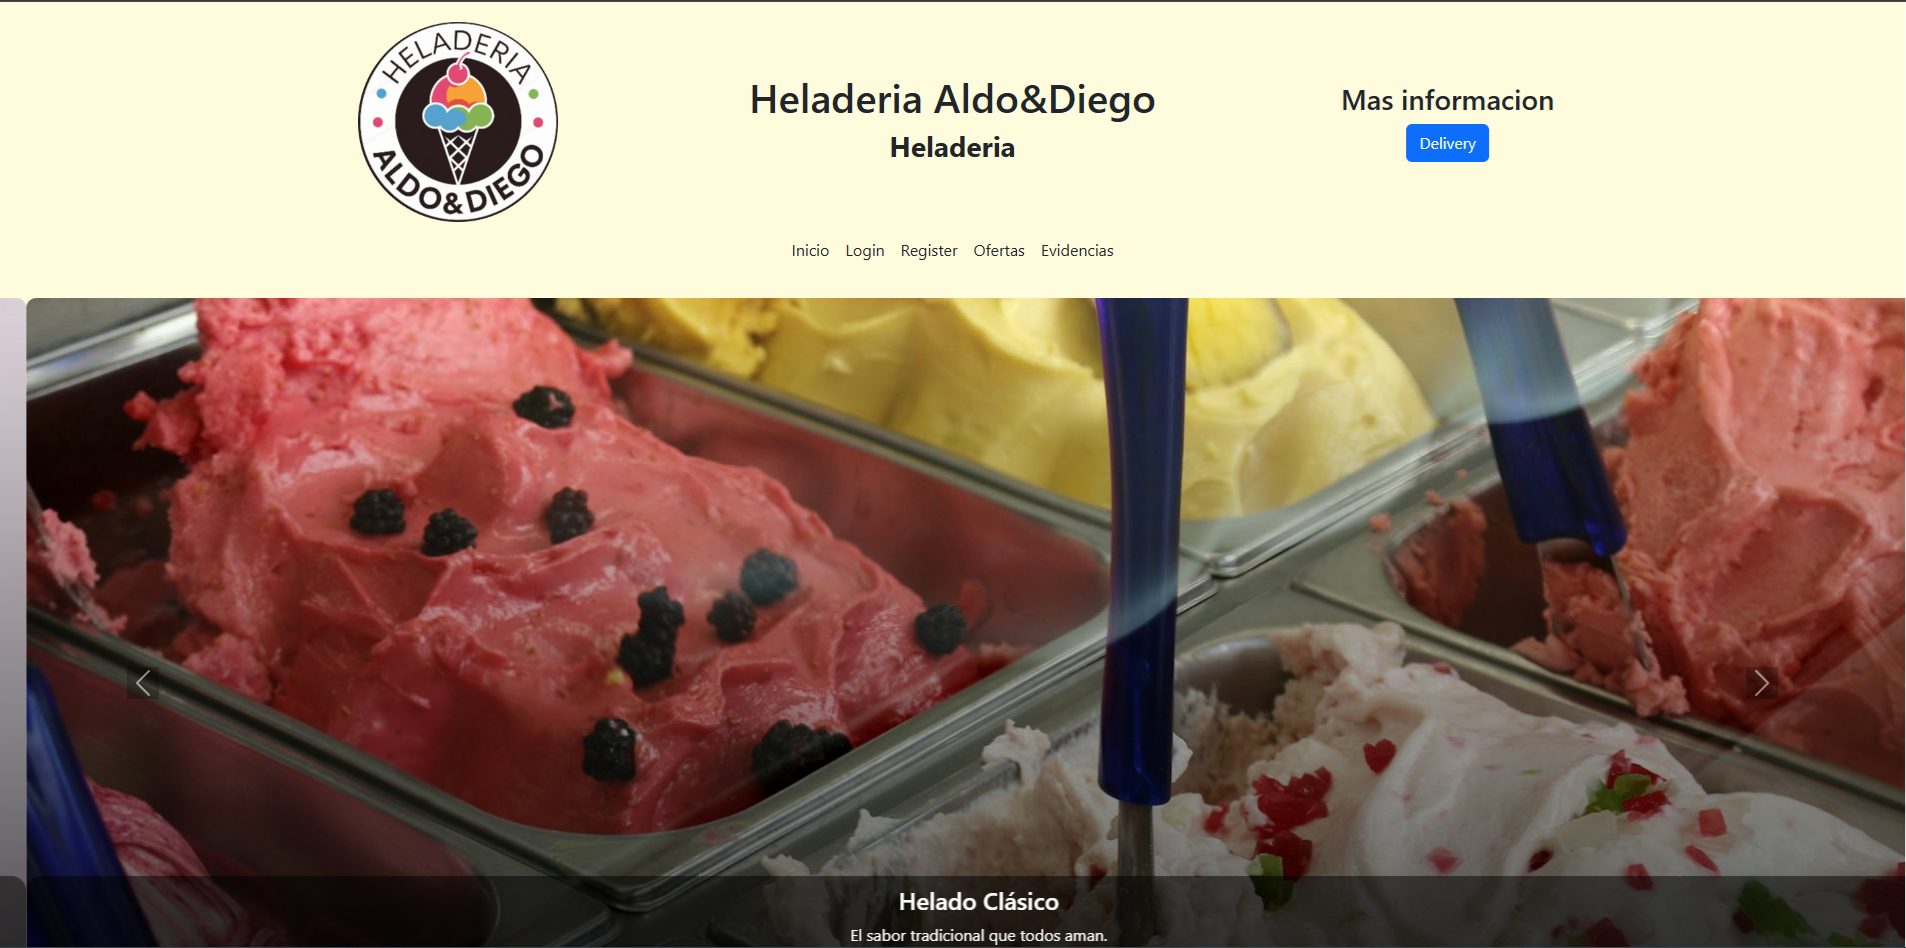 HELADERIA
ALDO&DIEGO
Heladeria Aldo&Diego
Heladeria
Mas informacion
Delivery
Inicio Login Register Ofertas Evidencias
Helado Clásico
El sabor tradicional que todos aman.